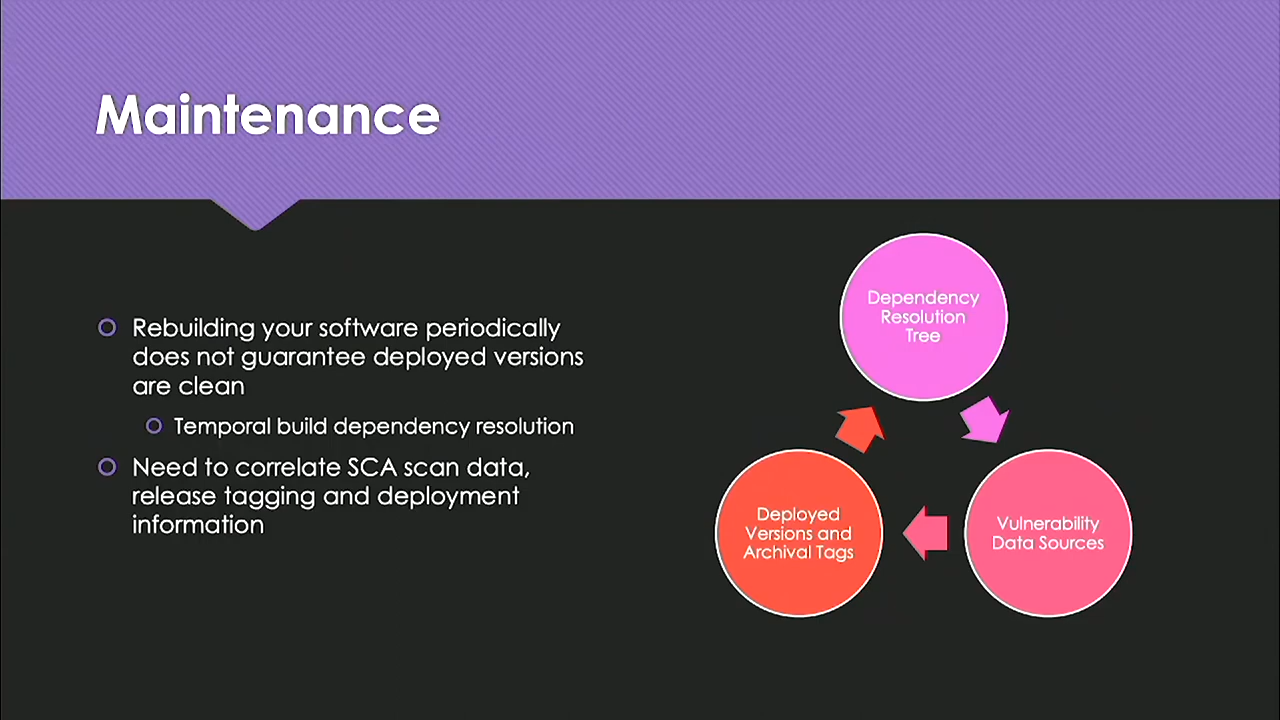 Maintenance
Rebuilding your software periodically
does not guarantee deployed versions
are clean
Temporal build dependency resolution
Need to correlate SCA scan data,
release tagging and deployment
information
Dependency
Resolution
Tree
Vulnerability
Data Sources
Deployed
Versions and
Archival Tags